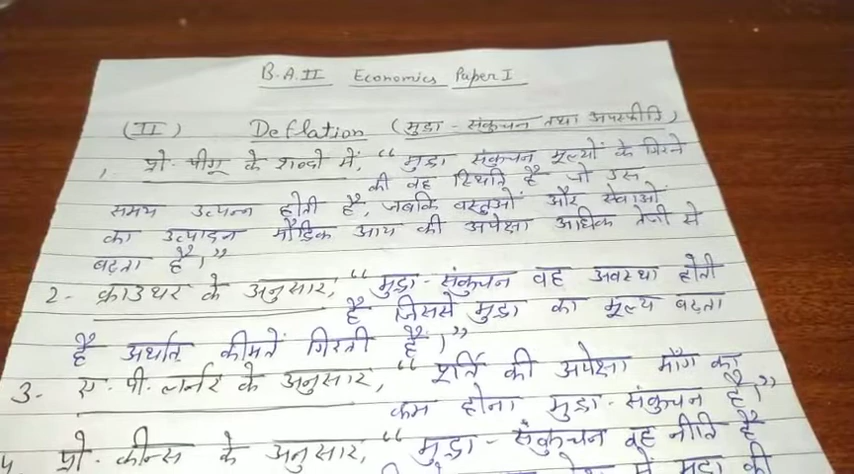 B.A.II Economics Paper I
(II) Deflation (मुद्रा - संकुचन तथा अपस्फीति)
1. प्रो. पीगू के शब्दों में, “मुद्रा संकुचन मूल्यों के गिरने
की वह स्थिति है जो उस
समय उत्पन्न होती है, जबकि वस्तुओं और सेवाओं
का उत्पादन मौद्रिक आय की अपेक्षा अधिक तेजी से
बढ़ता है।”
2- क्राउथर के अनुसार, “मुद्रा-संकुचन वह अवस्था होती
है जिससे मुद्रा का मूल्य बढ़ता
है अर्थात् कीमतें गिरती हैं।”
3- ए.पी. लर्नर के अनुसार, “पूर्ति की अपेक्षा माँग का
कम होना मुद्रा-संकुचन है।”
4 प्रो. कीन्स के अनुसार, “मुद्रा-संकुचन वह नीति है
में मुद्रा की